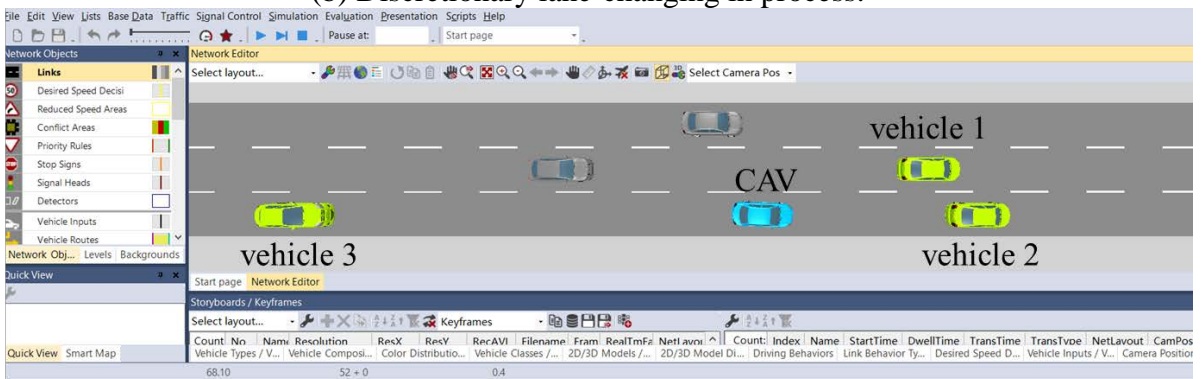 (b) Discretionary lane-changing in process.
File Edit View Lists Base Data Traffic Signal Control Simulation Evaluation Presentation Scripts Help
Pause at: Start page
Network Objects Network Editor
Links Select layout... Select Camera Pos
50 Desired Speed Decisi
Reduced Speed Areas
Conflict Areas vehicle 1
Priority Rules
Stop Signs
Signal Heads CAV
Detectors
Vehicle Inputs
Vehicle Routes vehicle 3 vehicle 2
Network Obj... Levels Backgrounds
Quick View Start page Network Editor
Storyboards / Keyframes
Select layout... Keyframes
Count No Name Resolution ResX ResY RecAVI Filename Fram RealTmFa NetLayou Count: Index Name StartTime DwellTime TransTime TransType NetLayout CamPos
Quick View Smart Map Vehicle Types / V... Vehicle Composi... Color Distributio... Vehicle Classes /... 2D/3D Models /... 2D/3D Model Di... Driving Behaviors Link Behavior Ty... Desired Speed D... Vehicle Inputs / V... Camera Position
68.10 52 + 0 0.4